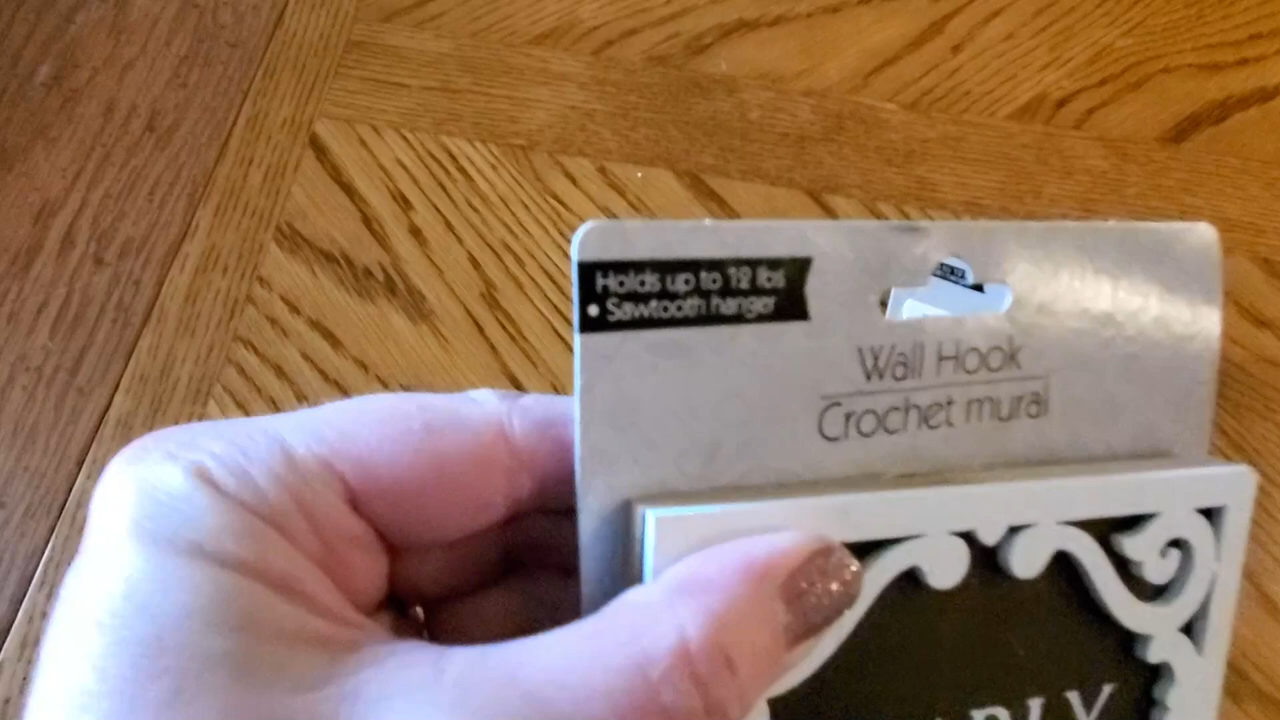 Holds up to 12 lbs
• Sawtooth hanger
Wall Hook
Crochet mural